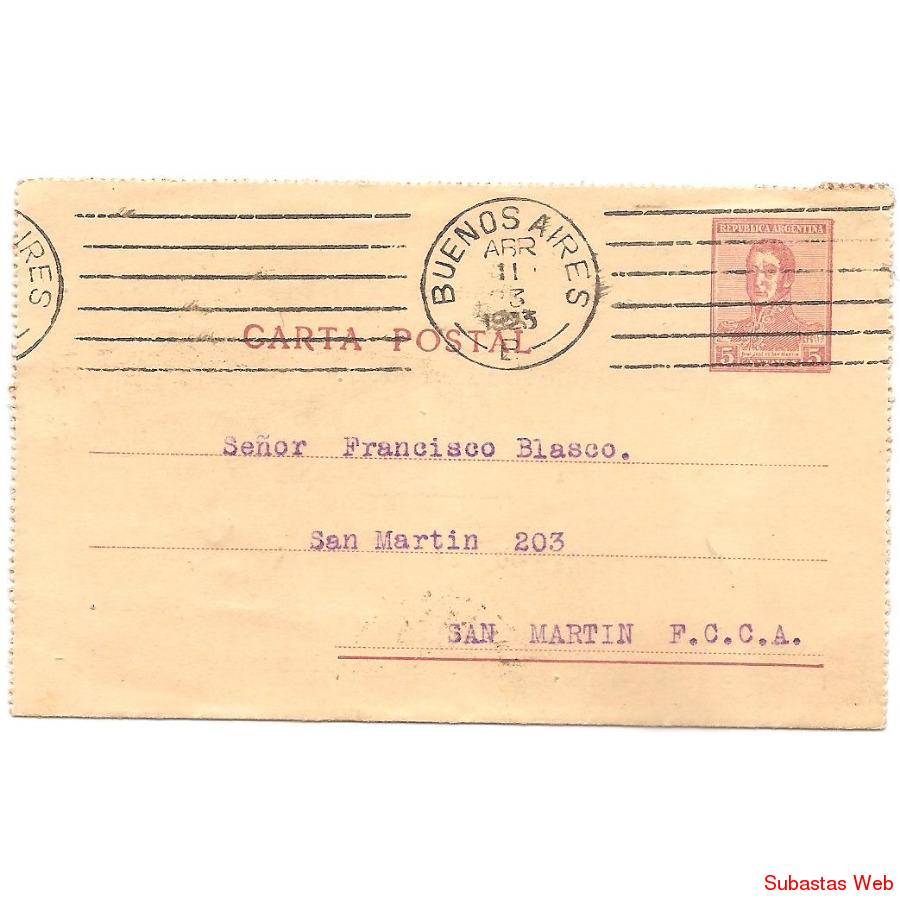 IRES
BUENOS AIRES
ABR
11
REPUBLICA ARGENTINA
CARTA POSTAL
5 5
Señor Francisco Blasco.
San Martin 203
SAN MARTIN F.C.C.A.
Subastas Web